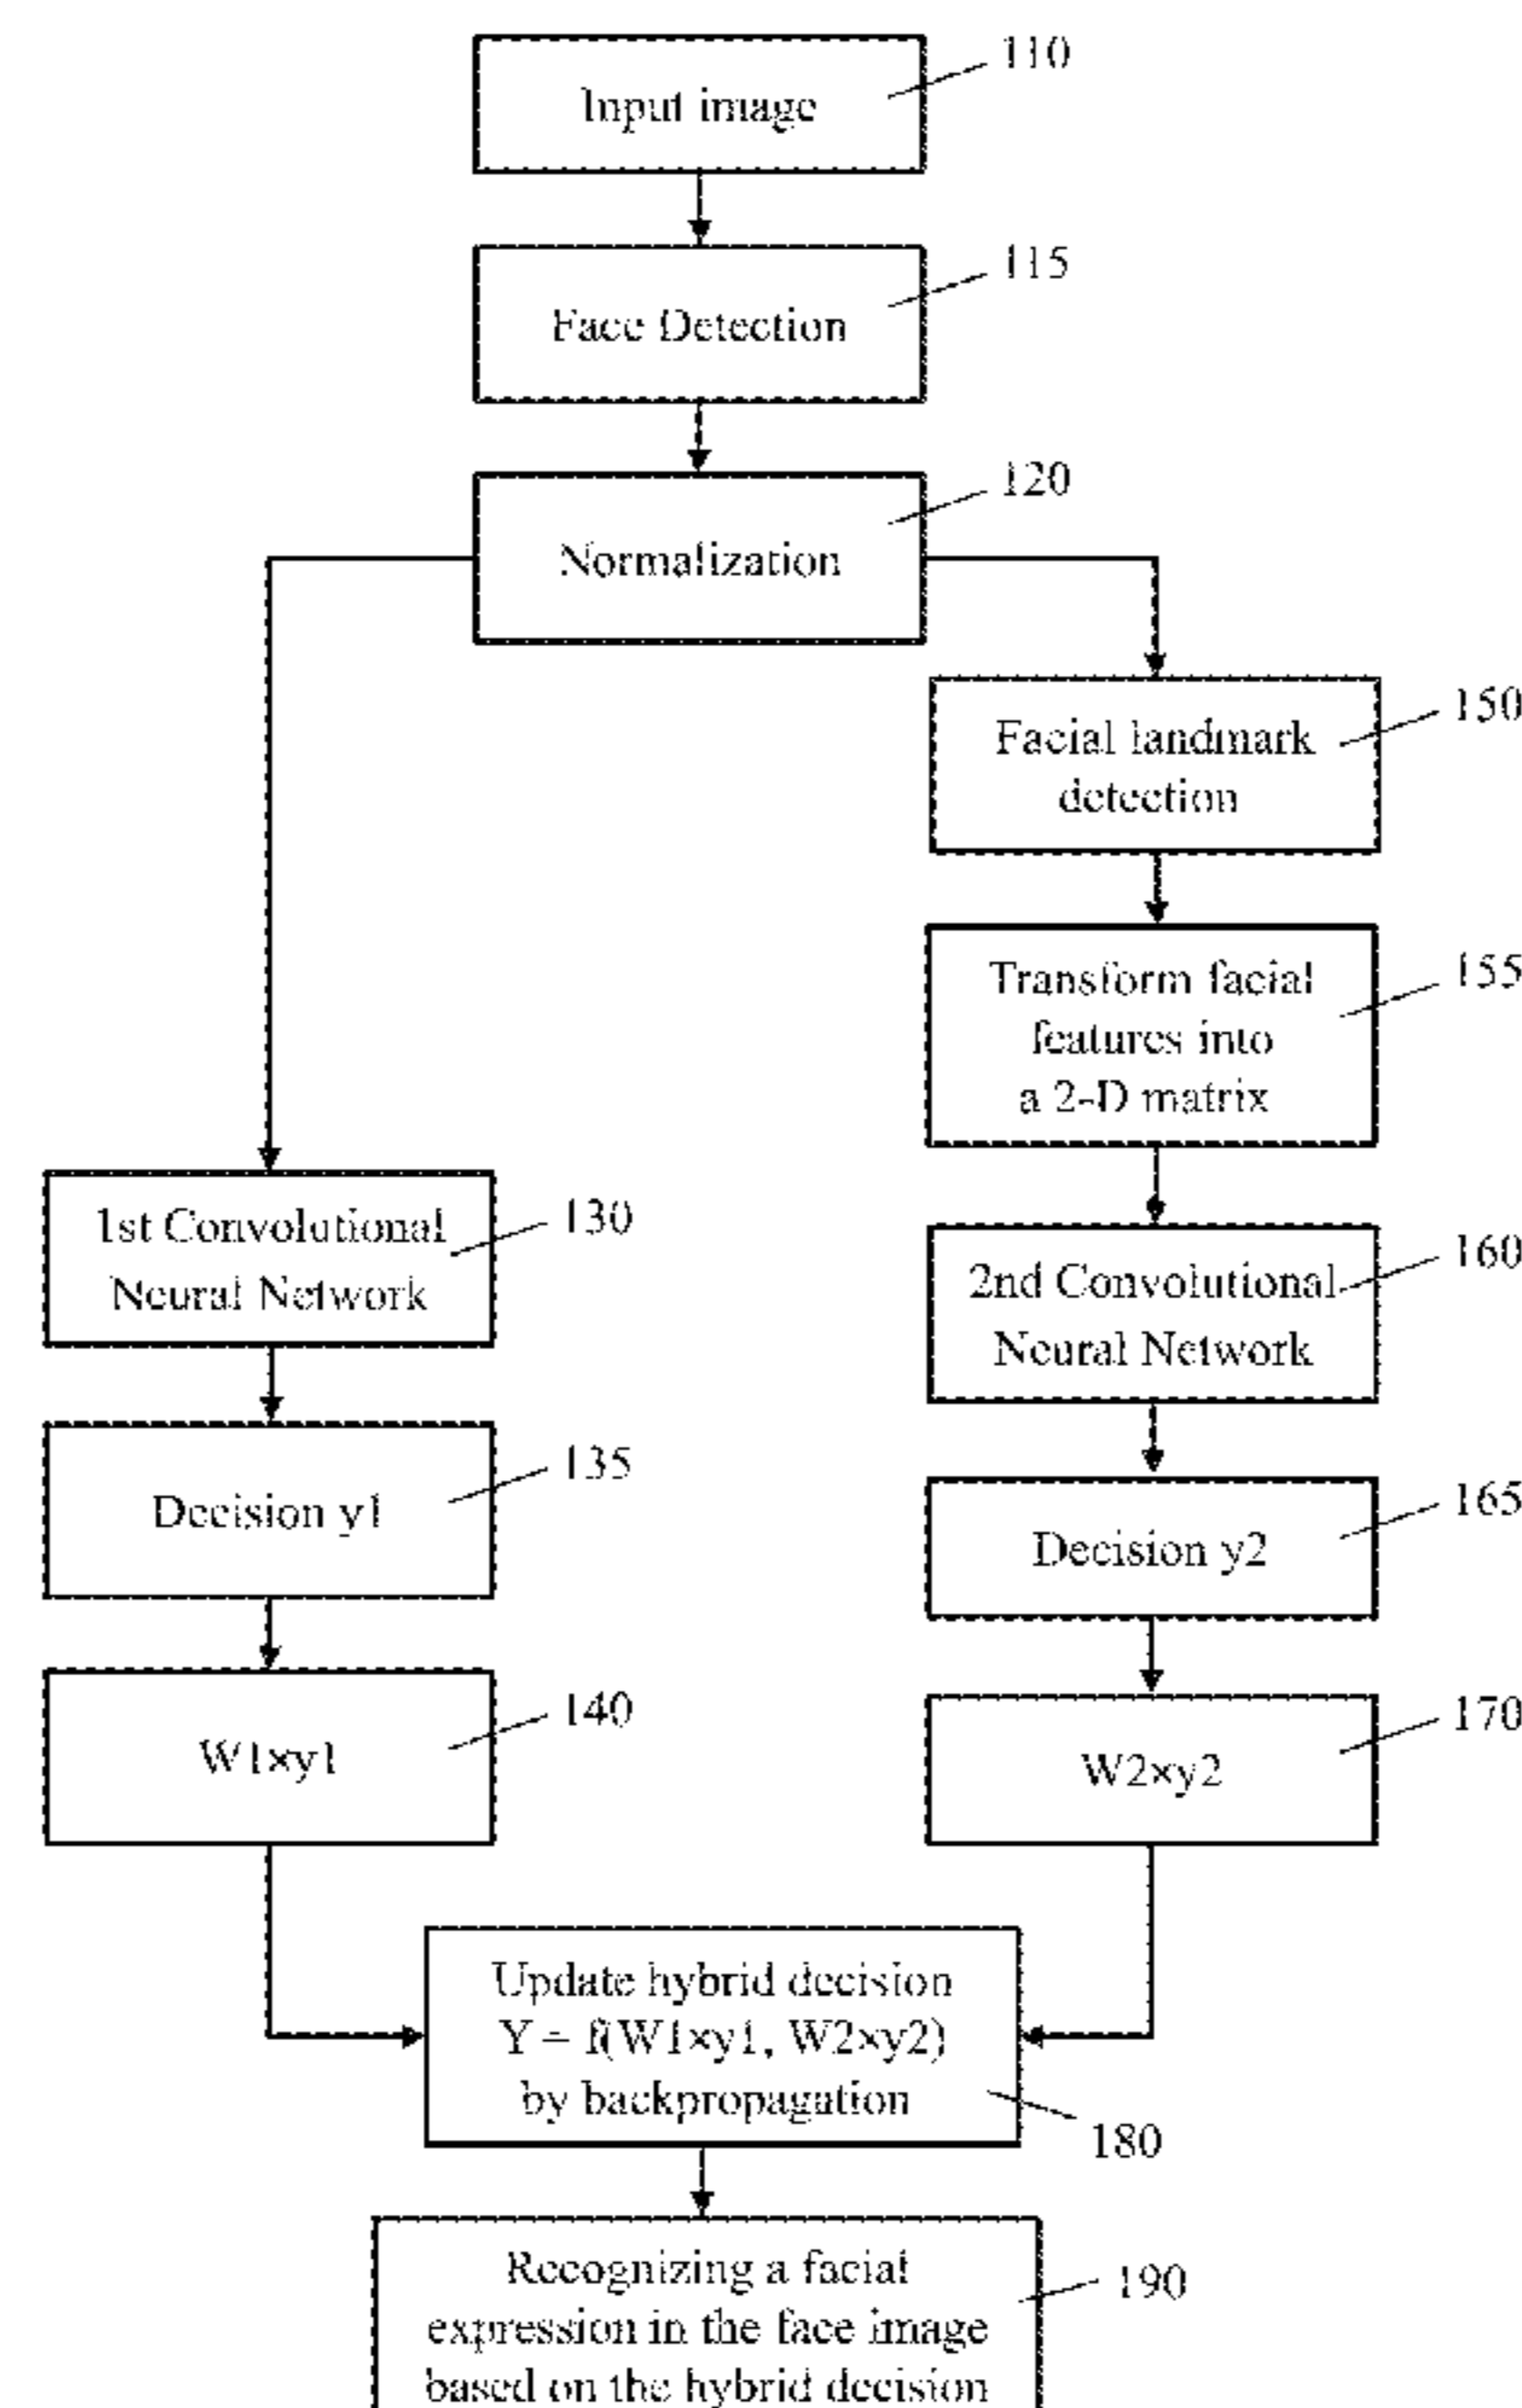 110
Input image
115
Face Detection
120
Normalization
150
Facial landmark
detection
155
Transform facial
features into
a 2-D matrix
1st Convolutional
Neural Network
130
160
2nd Convolutional
Neural Network
Decision y1
135
165
Decision y2
W1×y1
140
170
W2×y2
Update hybrid decision
Y = f(W1×y1, W2×y2)
by backpropagation
180
Recognizing a facial
expression in the face image
based on the hybrid decision
190